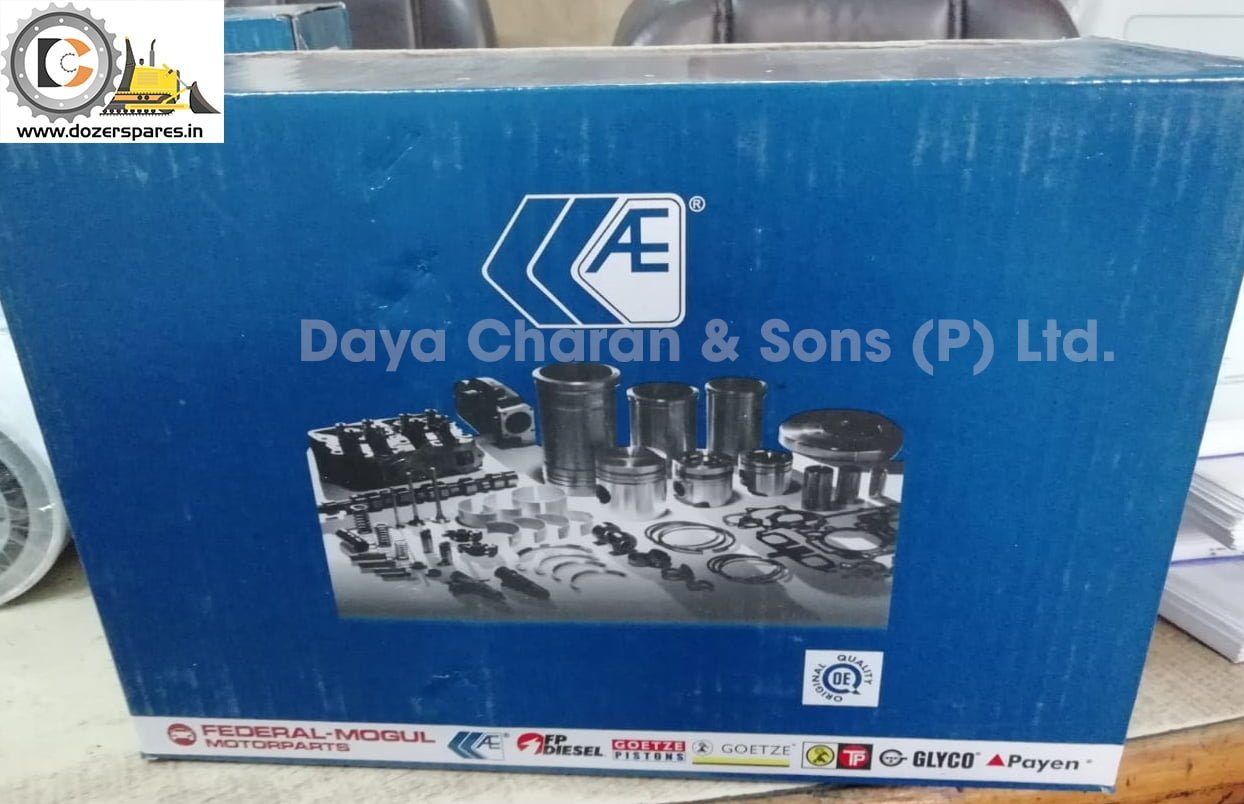 DC
www.dozerspares.in
AE ®
Daya Charan & Sons (P) Ltd.
ORIGINAL QUALITY
OE
FEDERAL-MOGUL
MOTORPARTS
AE
FP
DIESEL
GOETZE
PISTONS
GOETZE
TP
GLYCO
Payen